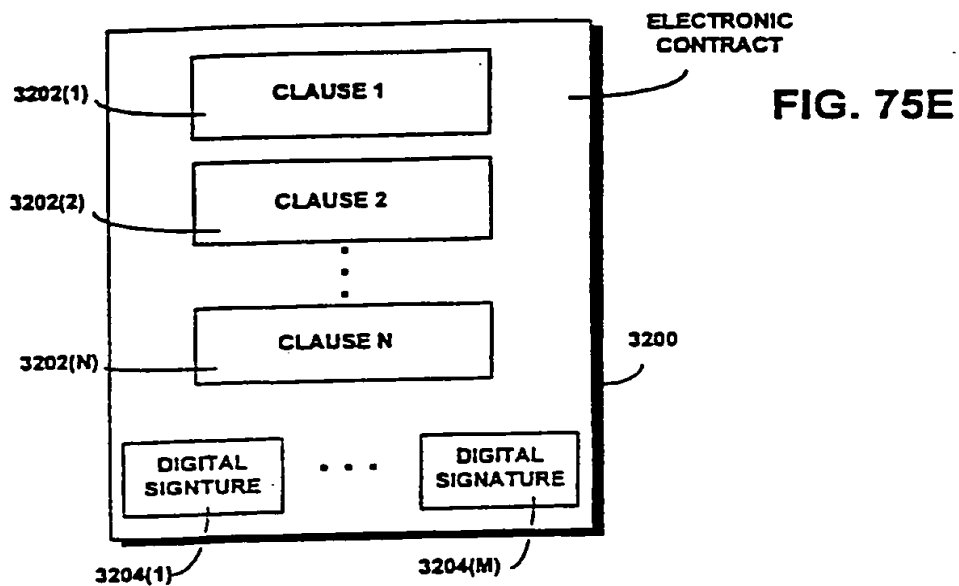 ELECTRONIC
CONTRACT
FIG. 75E
3202(1)
CLAUSE 1
3202(2)
CLAUSE 2
3202(N)
CLAUSE N
3200
DIGITAL
SIGNTURE
DIGITAL
SIGNATURE
3204(1)
3204(M)